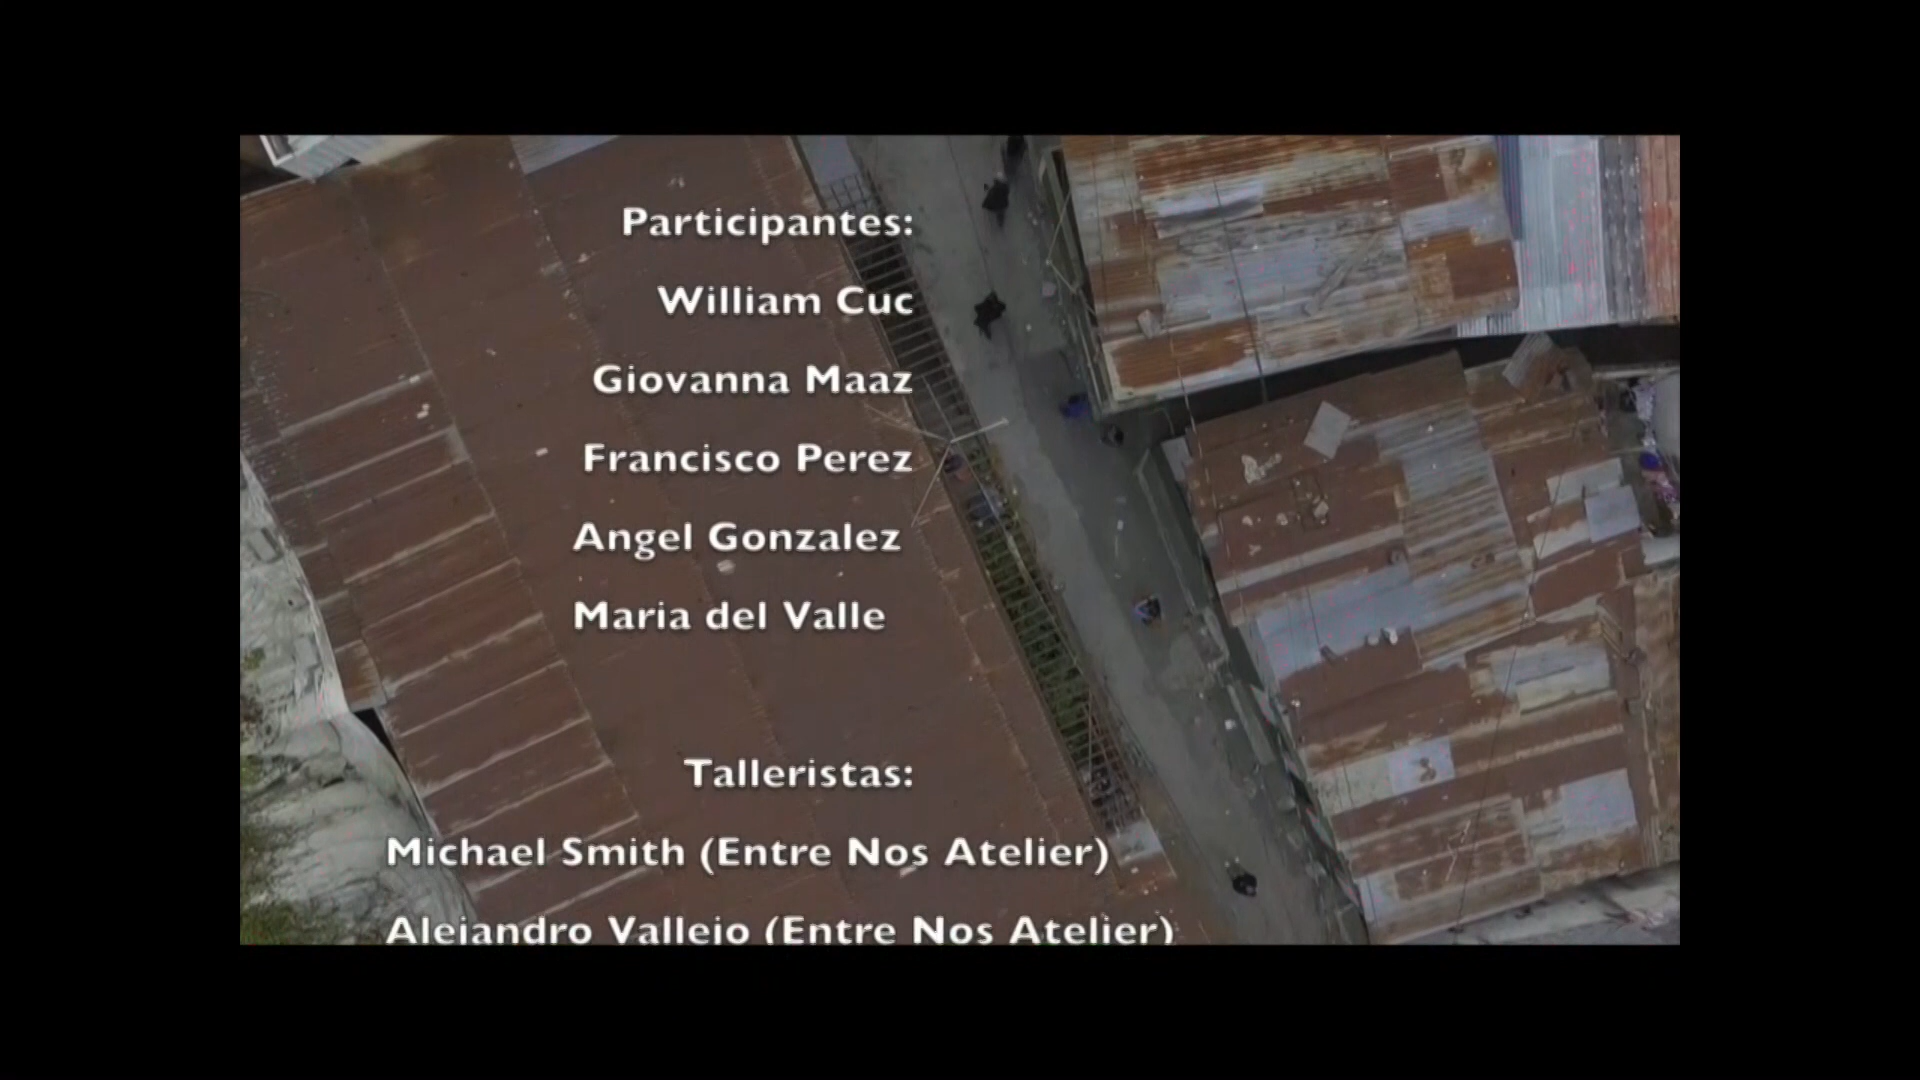 Participantes:
William Cuc
Giovanna Maaz
Francisco Perez
Angel Gonzalez
Maria del Valle
Talleristas:
Michael Smith (Entre Nos Atelier)
Alejandro Vallejo (Entre Nos Atelier)